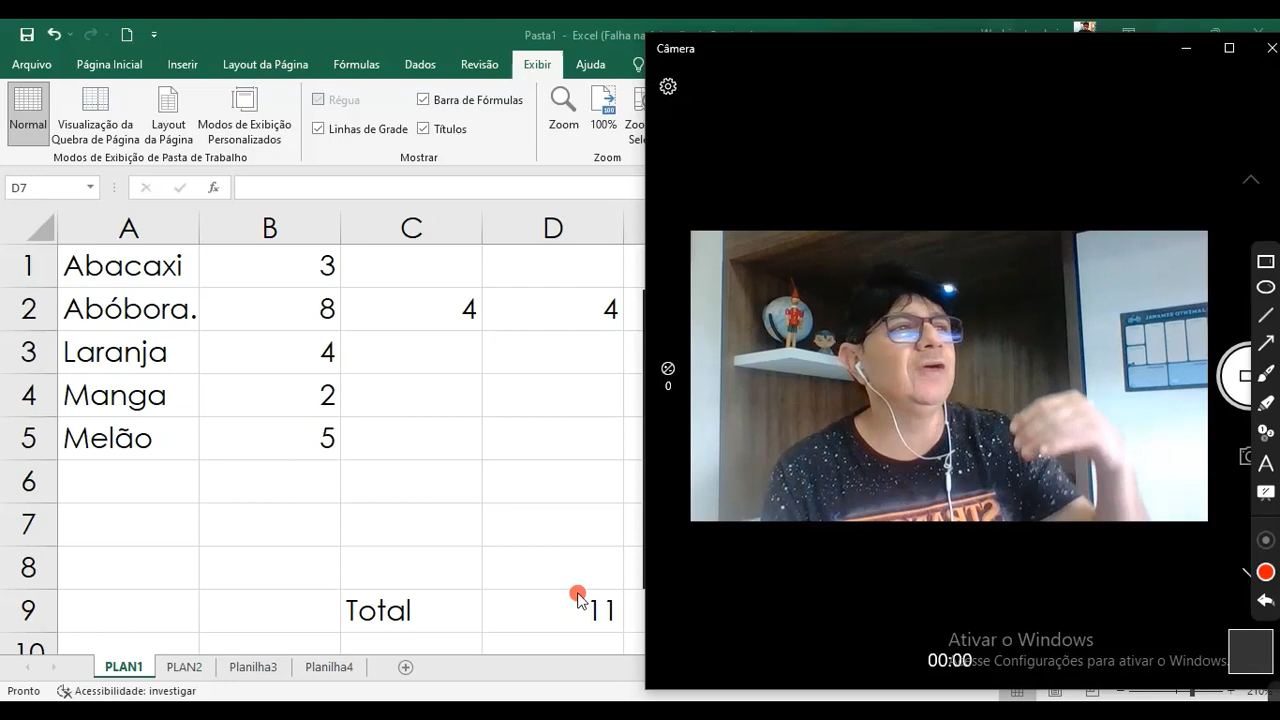 Pasta1 - Excel (Falha na
Câmera
Arquivo Página Inicial Inserir Layout da Página Fórmulas Dados Revisão Exibir Ajuda
Normal
Visualização da Quebra de Página
Layout da Página
Modos de Exibição Personalizados
Modos de Exibição de Pasta de Trabalho
Régua
Barra de Fórmulas
Linhas de Grade
Títulos
Mostrar
Zoom
100%
Zoom
D7
fx
A B C D
1 Abacaxi 3
2 Abóbora. 8 4 4
3 Laranja 4
4 Manga 2
5 Melão 5
6
7
8
9 Total 11
10
0
Ativar o Windows
00:00
Acesse Configurações para ativar o Windows.
PLAN1 PLAN2 Planilha3 Planilha4
Pronto
Acessibilidade: investigar
210%